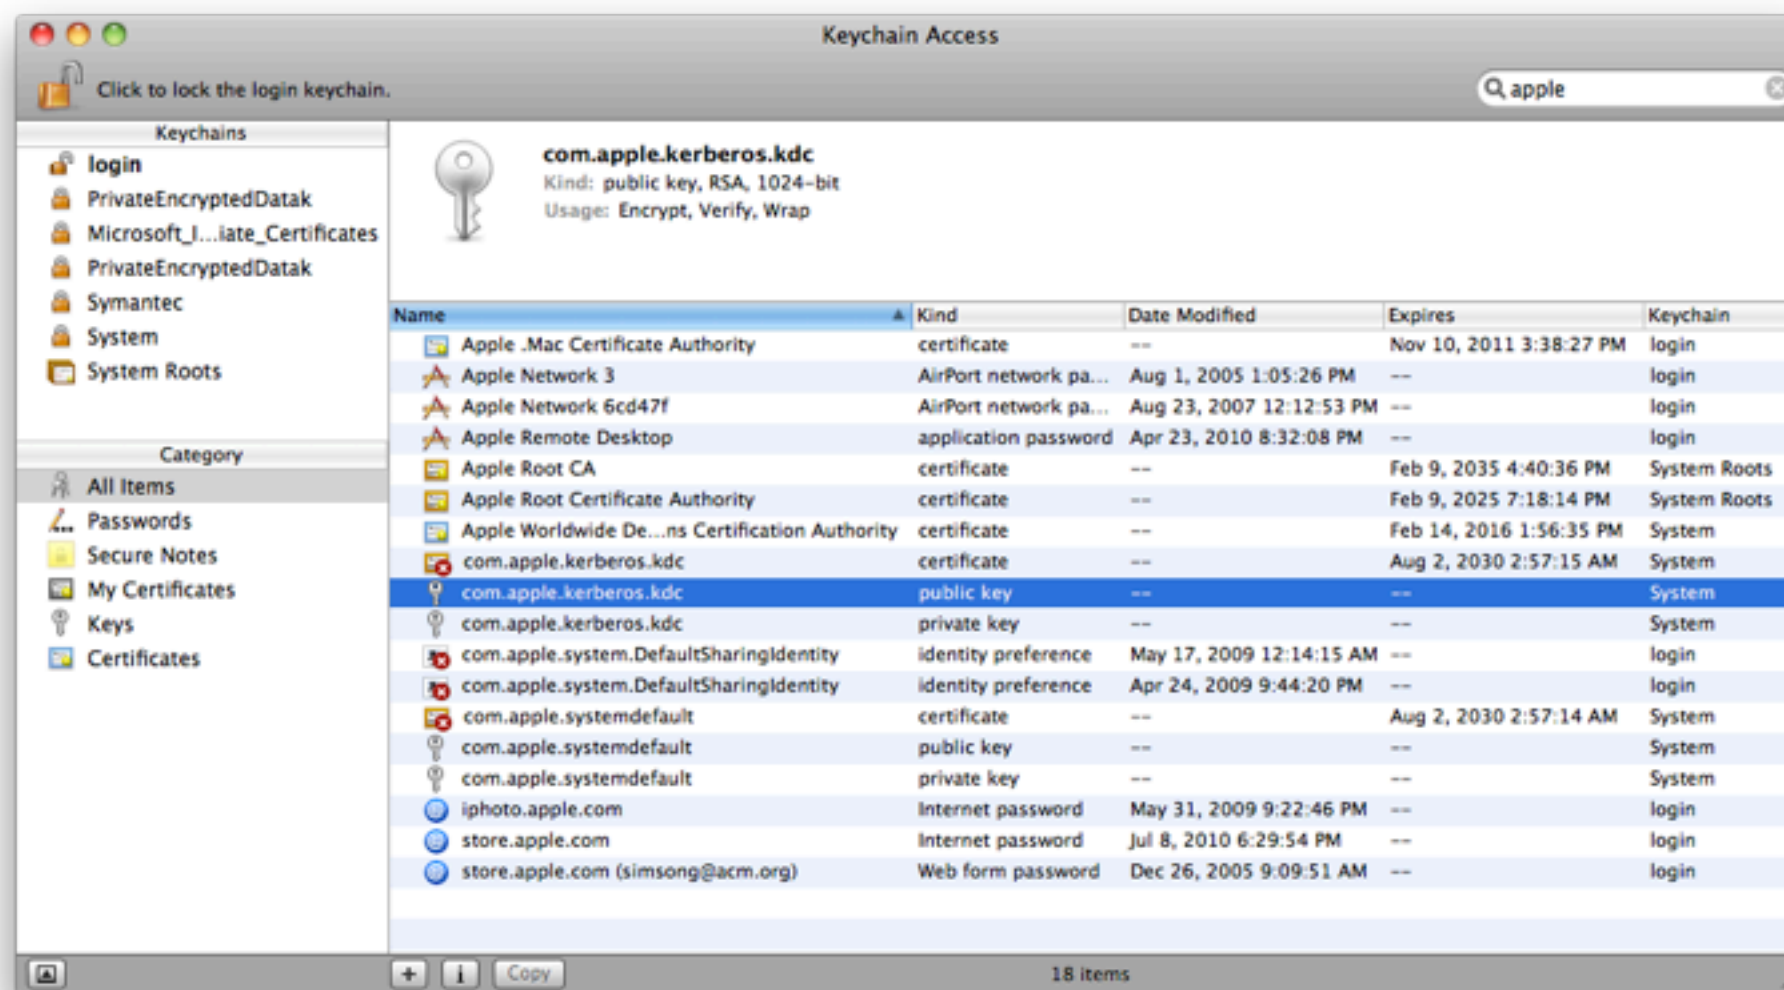 Keychain Access
Click to lock the login keychain.
apple
Keychains
login
PrivateEncryptedDatak
Microsoft_I...iate_Certificates
PrivateEncryptedDatak
Symantec
System
System Roots
Category
All Items
Passwords
Secure Notes
My Certificates
Keys
Certificates
com.apple.kerberos.kdc
Kind: public key, RSA, 1024-bit
Usage: Encrypt, Verify, Wrap
Name Kind Date Modified Expires Keychain
Apple .Mac Certificate Authority certificate -- Nov 10, 2011 3:38:27 PM login
Apple Network 3 AirPort network pa... Aug 1, 2005 1:05:26 PM -- login
Apple Network 6cd47f AirPort network pa... Aug 23, 2007 12:12:53 PM -- login
Apple Remote Desktop application password Apr 23, 2010 8:32:08 PM -- login
Apple Root CA certificate -- Feb 9, 2035 4:40:36 PM System Roots
Apple Root Certificate Authority certificate -- Feb 9, 2025 7:18:14 PM System Roots
Apple Worldwide De...ns Certification Authority certificate -- Feb 14, 2016 1:56:35 PM System
com.apple.kerberos.kdc certificate -- Aug 2, 2030 2:57:15 AM System
com.apple.kerberos.kdc public key -- -- System
com.apple.kerberos.kdc private key -- -- System
com.apple.system.DefaultSharingIdentity identity preference May 17, 2009 12:14:15 AM -- login
com.apple.system.DefaultSharingIdentity identity preference Apr 24, 2009 9:44:20 PM -- login
com.apple.systemdefault certificate -- Aug 2, 2030 2:57:14 AM System
com.apple.systemdefault public key -- -- System
com.apple.systemdefault private key -- -- System
iphoto.apple.com Internet password May 31, 2009 9:22:46 PM -- login
store.apple.com Internet password Jul 8, 2010 6:29:54 PM -- login
store.apple.com (simsong@acm.org) Web form password Dec 26, 2005 9:09:51 AM -- login
+ i Copy 18 items